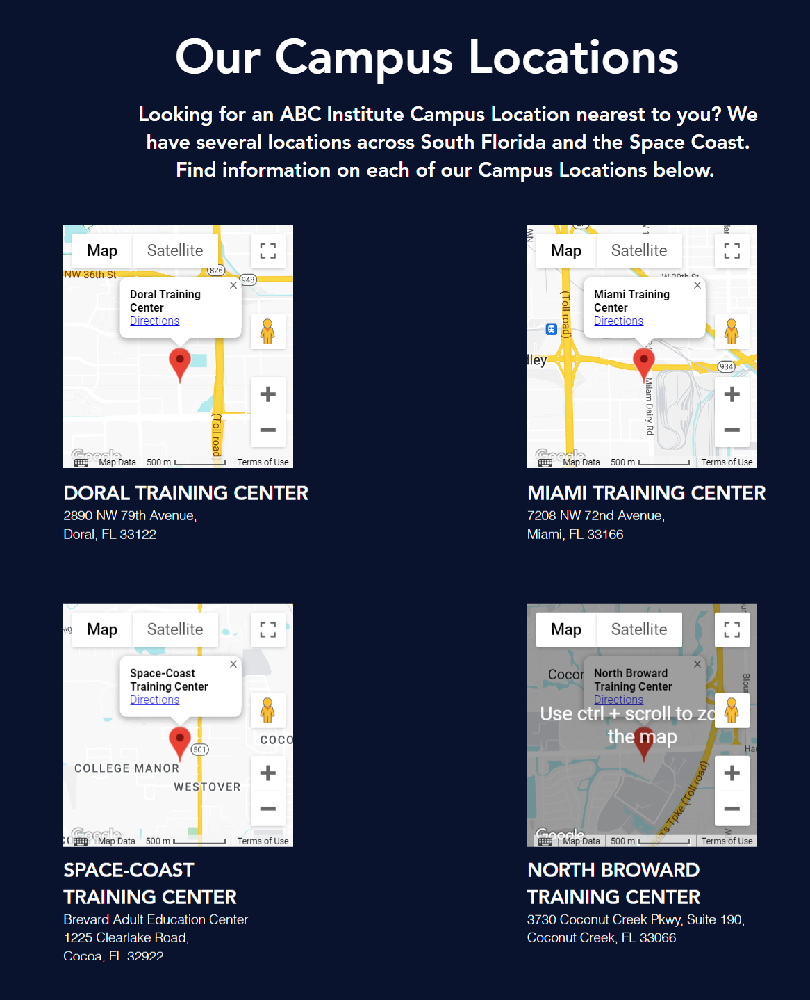 Our Campus Locations
Looking for an ABC Institute Campus Location nearest to you? We
have several locations across South Florida and the Space Coast.
Find information on each of our Campus Locations below.
Map
Satellite
NW 36th St
826
948
Doral Training
Center
Directions
(Toll road)
Google
Map Data
500 m
Terms of Use
DORAL TRAINING CENTER
2890 NW 79th Avenue,
Doral, FL 33122
Map
Satellite
W 29th St
(Toll road)
Miami Training
Center
Directions
lley
934
Milam Dairy Rd
Google
Map Data
500 m
Terms of Use
MIAMI TRAINING CENTER
7208 NW 72nd Avenue,
Miami, FL 33166
Map
Satellite
Space-Coast
Training Center
Directions
COCO
501
COLLEGE MANOR
WESTOVER
Google
Map Data
500 m
Terms of Use
SPACE-COAST
TRAINING CENTER
Brevard Adult Education Center
1225 Clearlake Road,
Cocoa, FL 32922
Map
Satellite
Cocon
North Broward
Training Center
Directions
Use ctrl + scroll to zo
the map
Blour
Har
da's Tpke (Toll road)
Google
Map Data
500 m
Terms of Use
NORTH BROWARD
TRAINING CENTER
3730 Coconut Creek Pkwy, Suite 190,
Coconut Creek, FL 33066